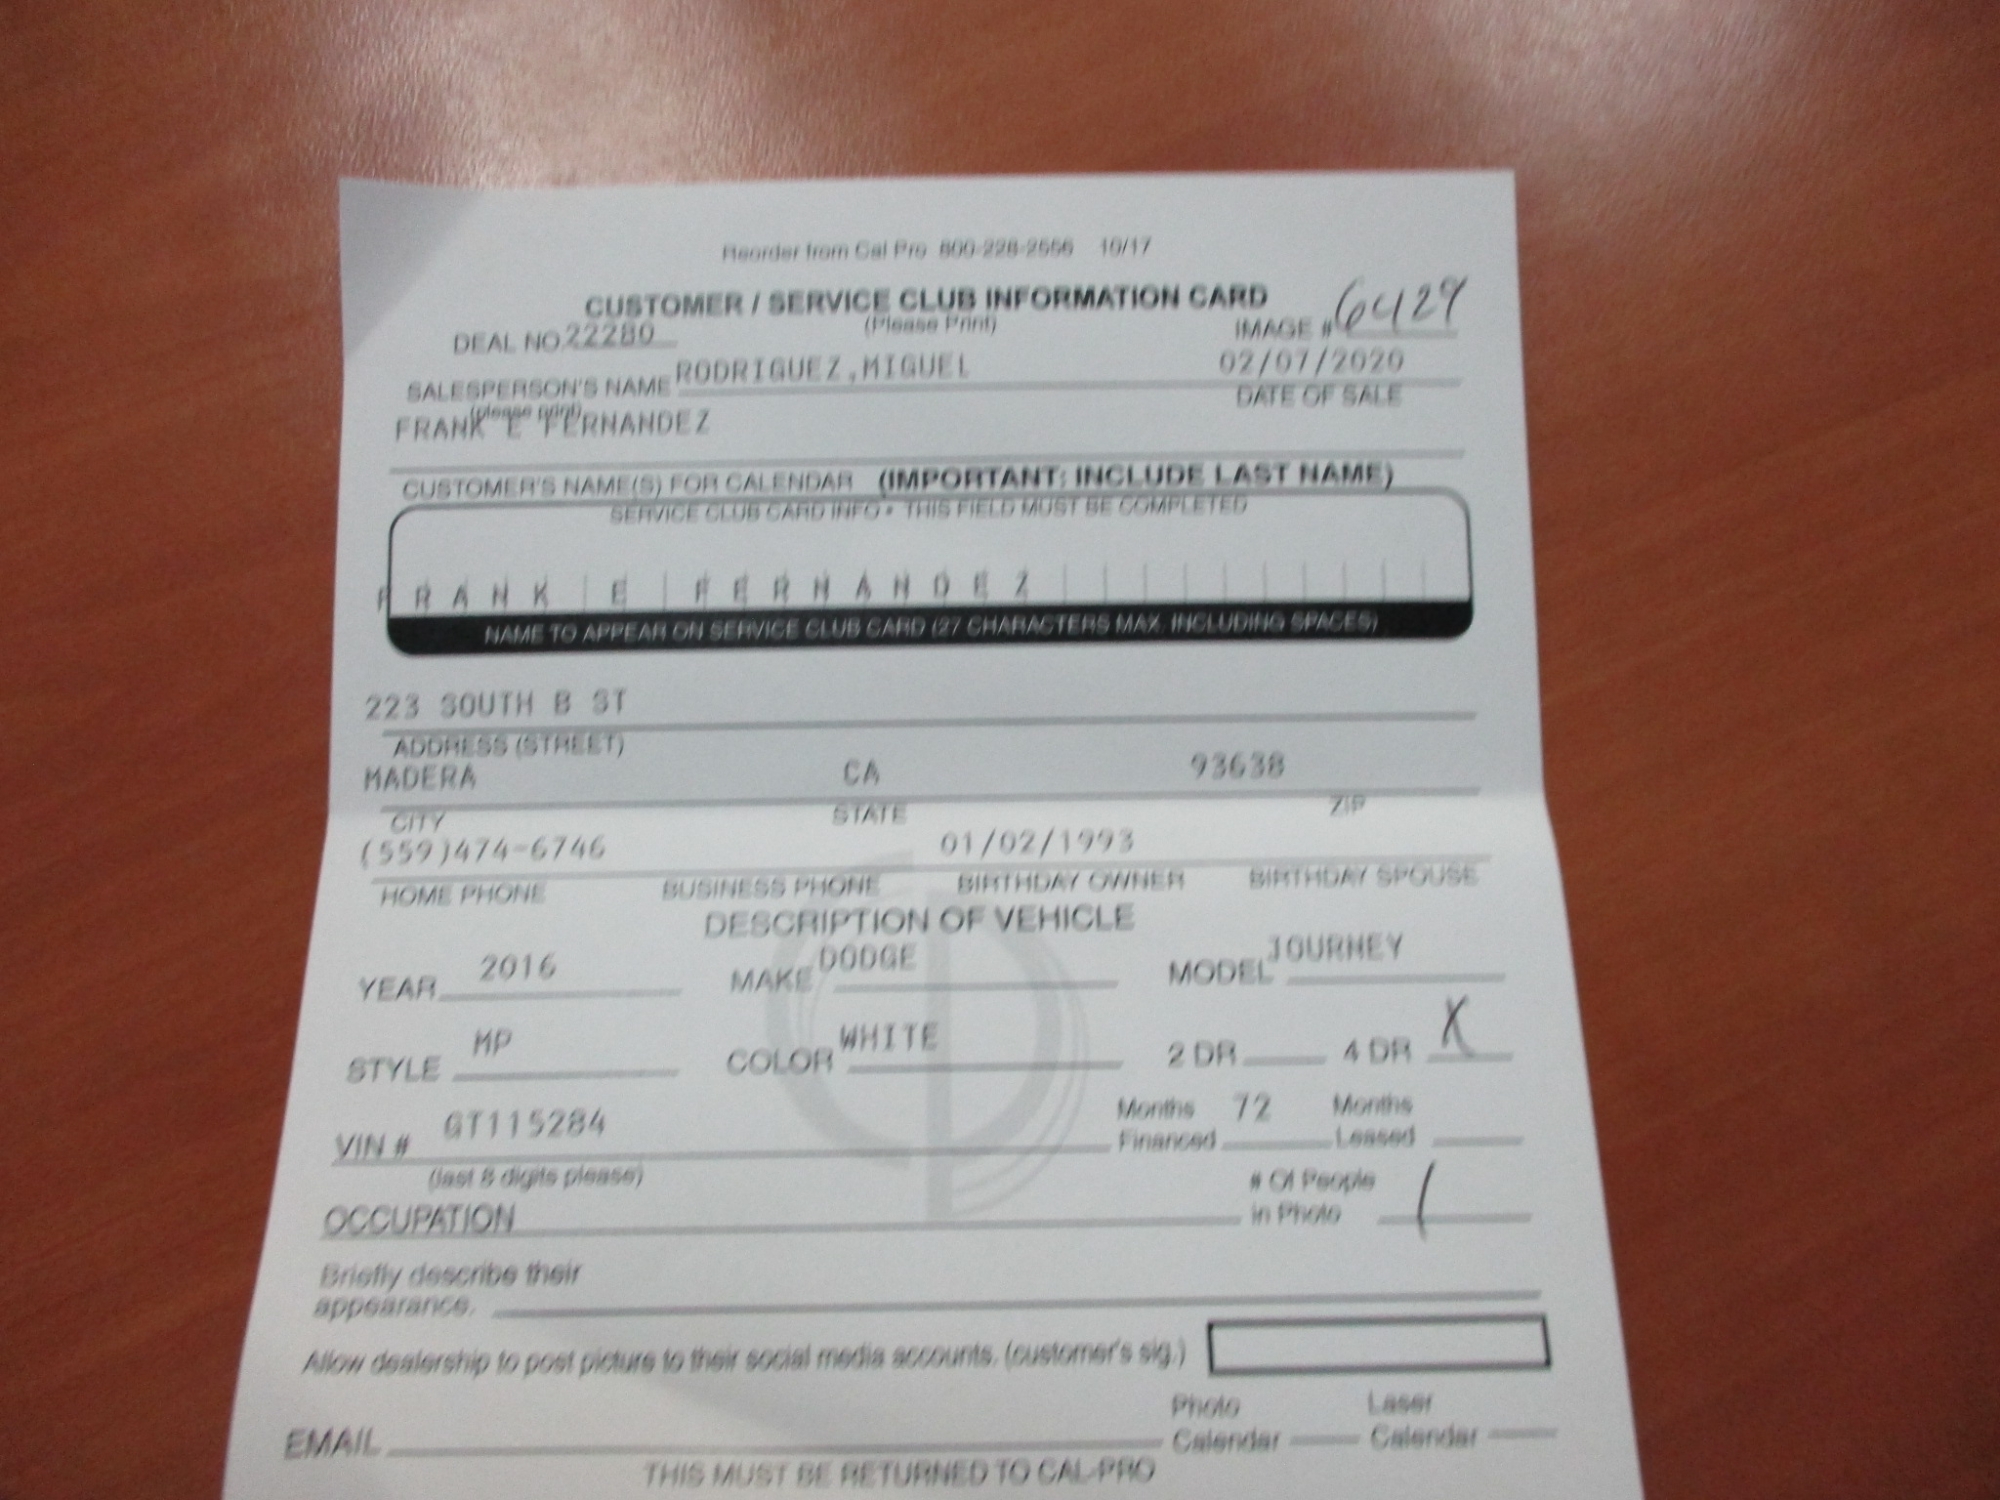 Reorder from Cal Pro 800-228-2556 10/17
CUSTOMER / SERVICE CLUB INFORMATION CARD
(Please Print)
DEAL NO. 22280 IMAGE # 6429
SALESPERSON'S NAME RODRIGUEZ,MIGUEL 02/07/2020
(please print) DATE OF SALE
FRANK E FERNANDEZ
CUSTOMER'S NAME(S) FOR CALENDAR (IMPORTANT: INCLUDE LAST NAME)
SERVICE CLUB CARD INFO • THIS FIELD MUST BE COMPLETED
FRANK E FERNANDEZ
NAME TO APPEAR ON SERVICE CLUB CARD (27 CHARACTERS MAX. INCLUDING SPACES)
223 SOUTH B ST
ADDRESS (STREET)
MADERA CA 93638
CITY STATE ZIP
(559)474-6746 01/02/1993
HOME PHONE BUSINESS PHONE BIRTHDAY OWNER BIRTHDAY SPOUSE
DESCRIPTION OF VEHICLE
YEAR 2016 MAKE DODGE MODEL JOURNEY
STYLE MP COLOR WHITE 2 DR 4 DR X
VIN # GT115284 Months Financed 72 Months Leased
(last 8 digits please)
OCCUPATION # Of People in Photo 1
Briefly describe their
appearance.
Allow dealership to post picture to their social media accounts. (customer's sig.)
EMAIL Photo Calendar Laser Calendar
THIS MUST BE RETURNED TO CAL-PRO